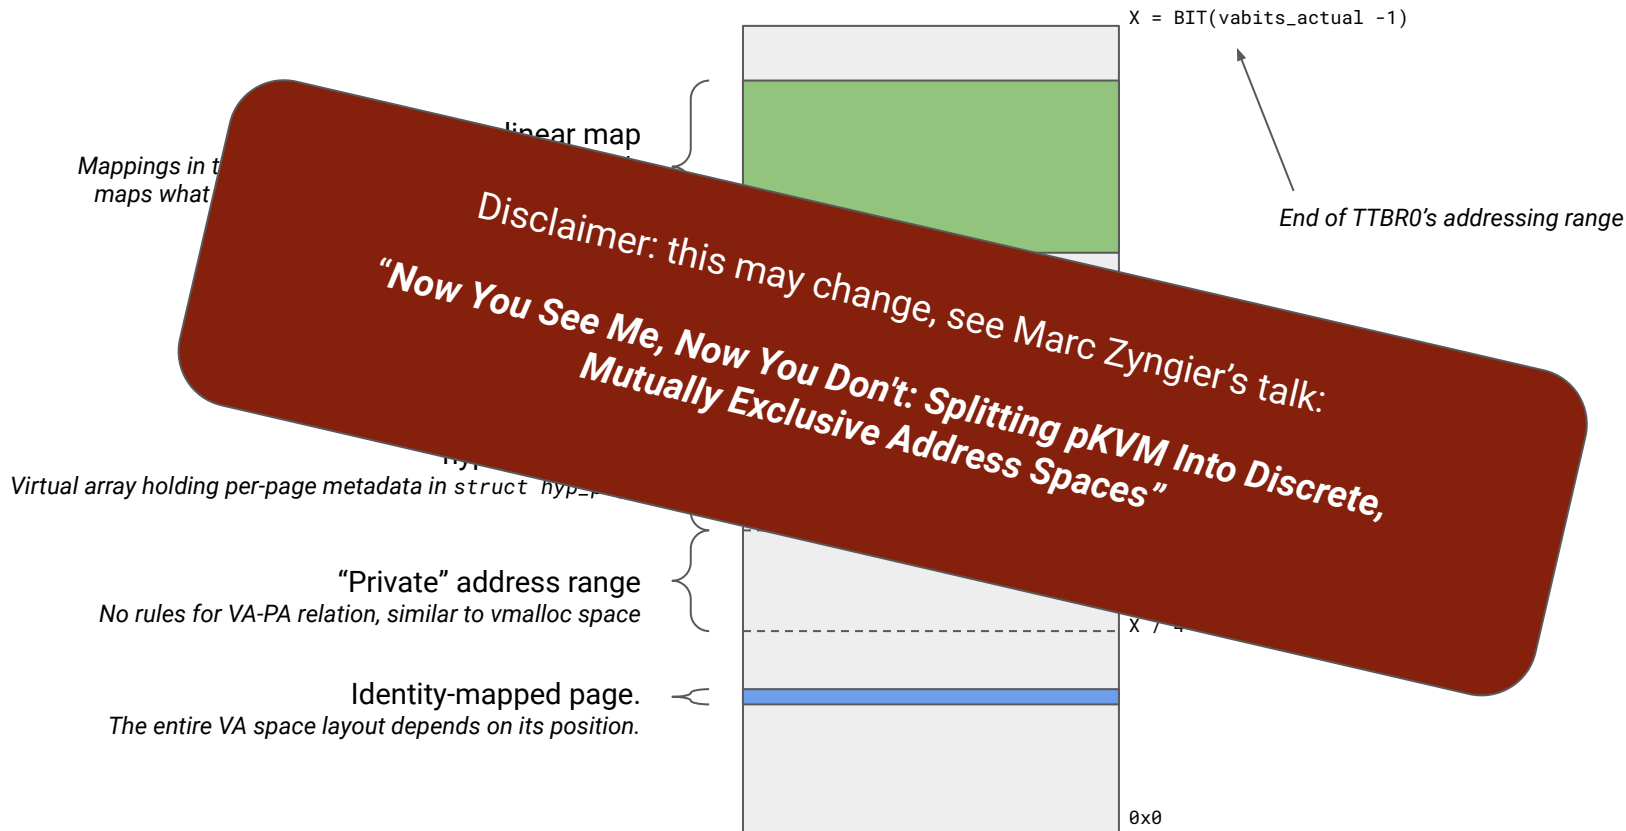 X = BIT(vabits_actual -1)
linear map
Mappings in
maps what
End of TTBR0’s addressing range
Disclaimer: this may change, see Marc Zyngier’s talk:
“Now You See Me, Now You Don't: Splitting pKVM Into Discrete,
Mutually Exclusive Address Spaces”
Virtual array holding per-page metadata in struct
“Private” address range
No rules for VA-PA relation, similar to vmalloc space
X / 4
Identity-mapped page.
The entire VA space layout depends on its position.
0x0